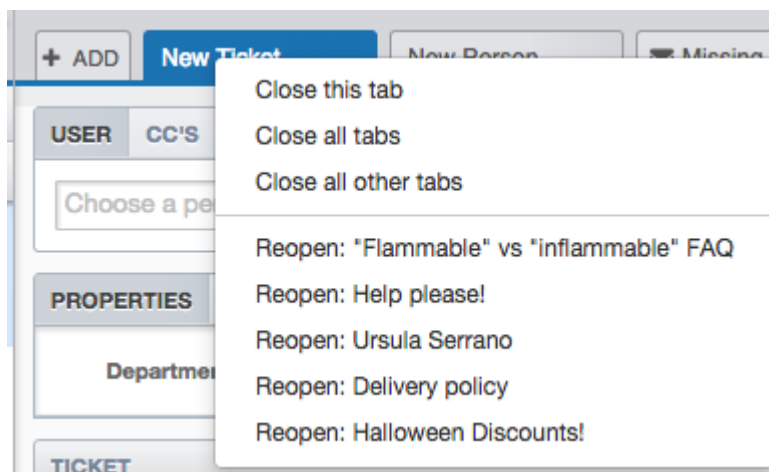 + ADD
New Ticket
New Person
Missing
Close this tab
Close all tabs
Close all other tabs
USER CC'S
Choose a pe
Reopen: "Flammable" vs "inflammable" FAQ
Reopen: Help please!
PROPERTIES
Reopen: Ursula Serrano
Departmen
Reopen: Delivery policy
Reopen: Halloween Discounts!
TICKET